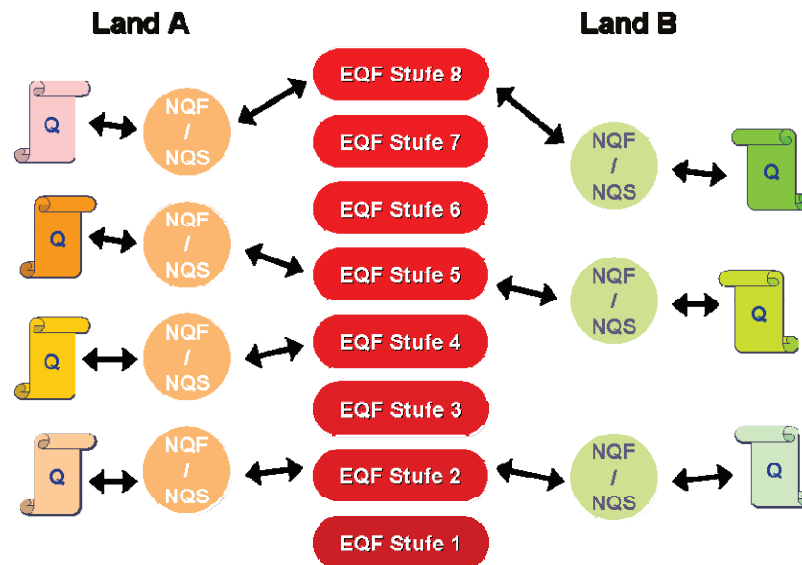 Land A
Land B
EQF Stufe 8
Q
NQF
/
NQS
EQF Stufe 7
NQF
/
NQS
Q
EQF Stufe 6
Q
NQF
/
NQS
EQF Stufe 5
NQF
/
NQS
Q
EQF Stufe 4
Q
NQF
/
NQS
EQF Stufe 3
Q
NQF
/
NQS
EQF Stufe 2
NQF
/
NQS
Q
EQF Stufe 1